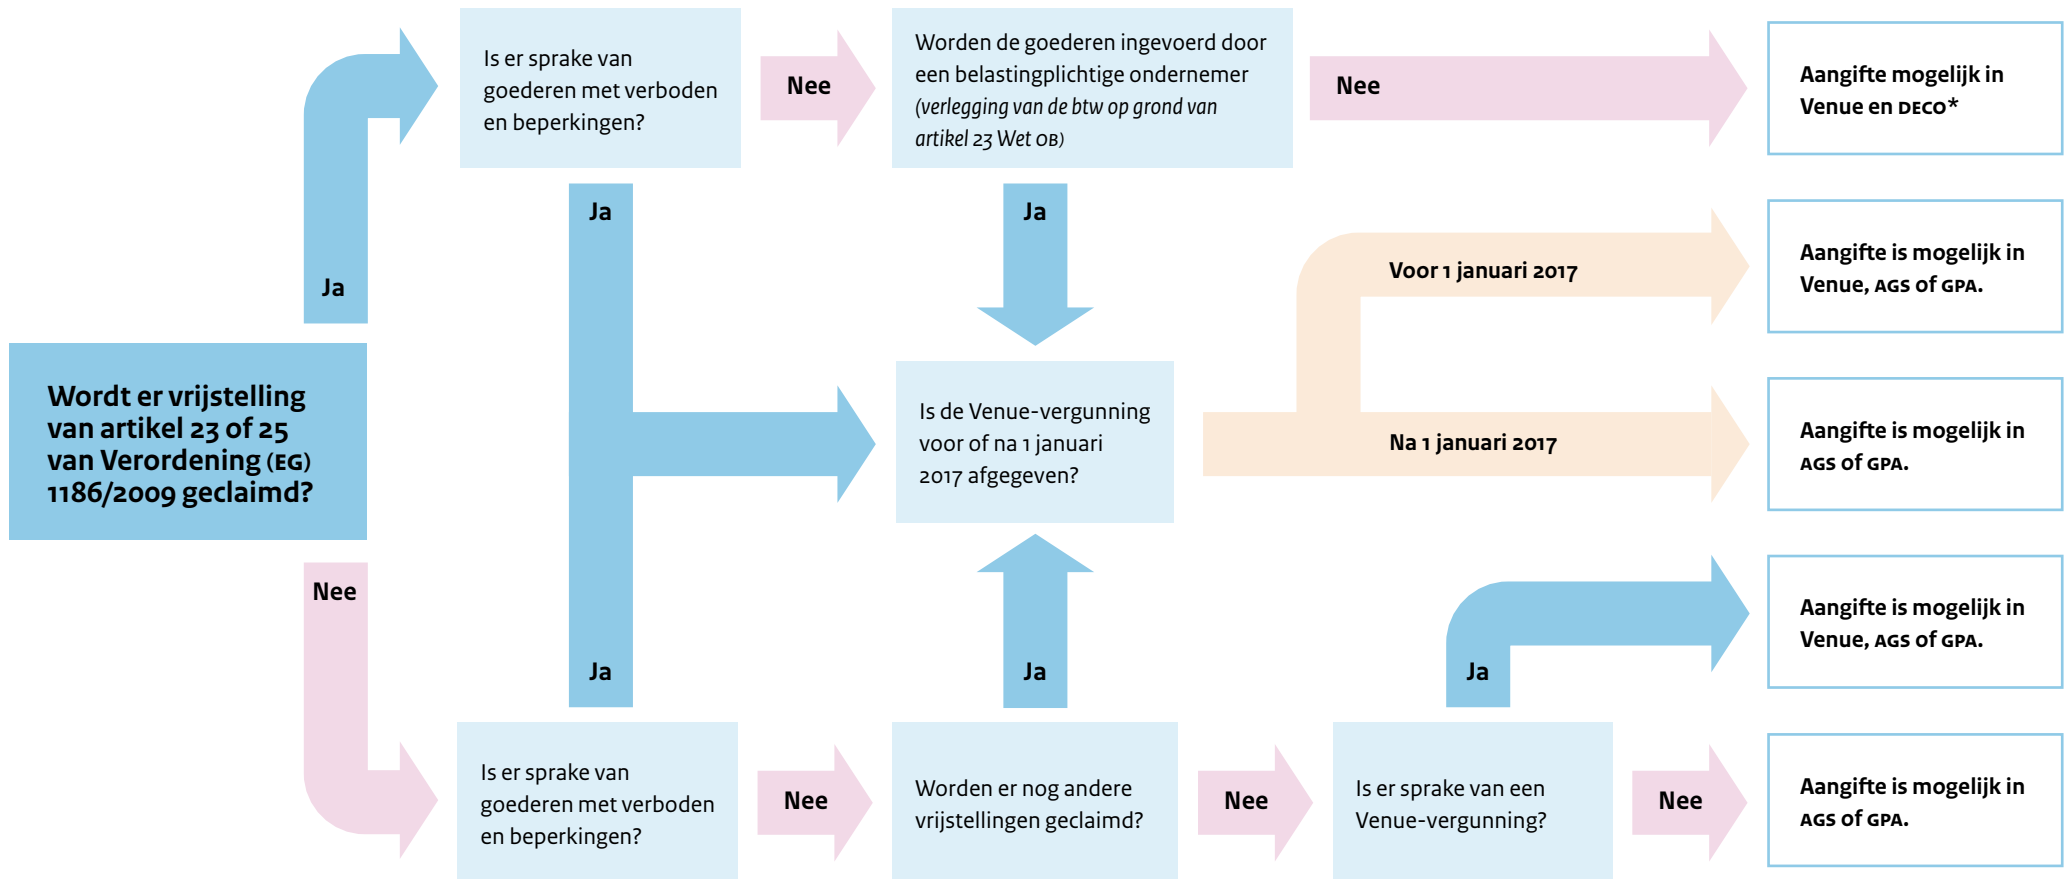 Wordt er vrijstelling
van artikel 23 of 25
van Verordening (EG)
1186/2009 geclaimd?
Ja
Is er sprake van
goederen met verboden
en beperkingen?
Nee
Worden de goederen ingevoerd door
een belastingplichtige ondernemer
(verlegging van de btw op grond van
artikel 23 Wet OB)
Nee
Aangifte mogelijk in
Venue en DECO*
Ja
Ja
Is de Venue-vergunning
voor of na 1 januari
2017 afgegeven?
Voor 1 januari 2017
Aangifte is mogelijk in
Venue, AGS of GPA.
Na 1 januari 2017
Aangifte is mogelijk in
AGS of GPA.
Nee
Is er sprake van
goederen met verboden
en beperkingen?
Ja
Nee
Worden er nog andere
vrijstellingen geclaimd?
Ja
Nee
Is er sprake van een
Venue-vergunning?
Ja
Aangifte is mogelijk in
Venue, AGS of GPA.
Nee
Aangifte is mogelijk in
AGS of GPA.